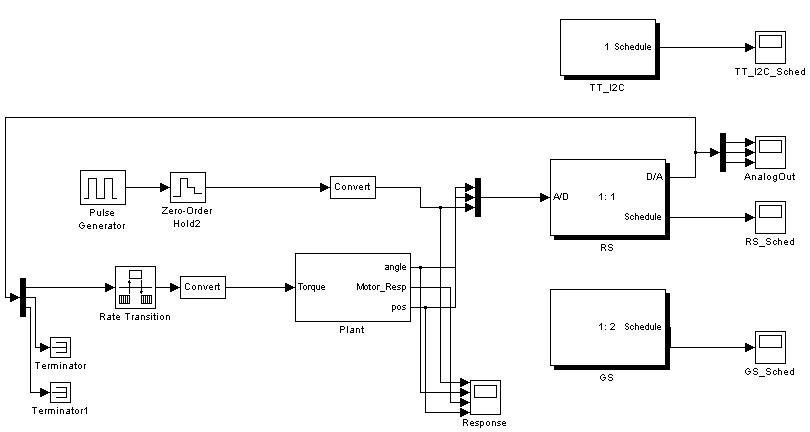 1 Schedule
TT_I2C
TT_I2C_Sched
Pulse
Generator
Zero-Order
Hold2
Convert
A/D
1: 1
D/A
Schedule
RS
AnalogOut
RS_Sched
Rate Transition
Convert
Torque
angle
Motor_Resp
pos
Plant
1: 2 Schedule
GS
GS_Sched
Terminator
Terminator1
Response